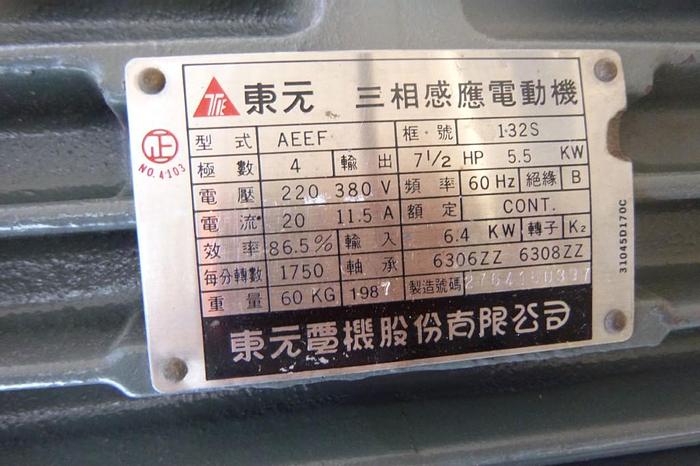 東元 三相感應電動機
正
NO. 4103
型式 AEEF 框號 132S
極數 4 輸出 7 1/2 HP 5.5 KW
電壓 220 380 V 頻率 60 Hz 絕緣 B
電流 20 11.5 A 額定 CONT.
效率 86.5% 輸入 6.4 KW 轉子 K2
每分轉數 1750 軸承 6306ZZ 6308ZZ
重量 60 KG 1987 製造號碼
東元電機股份有限公司
31045D170C